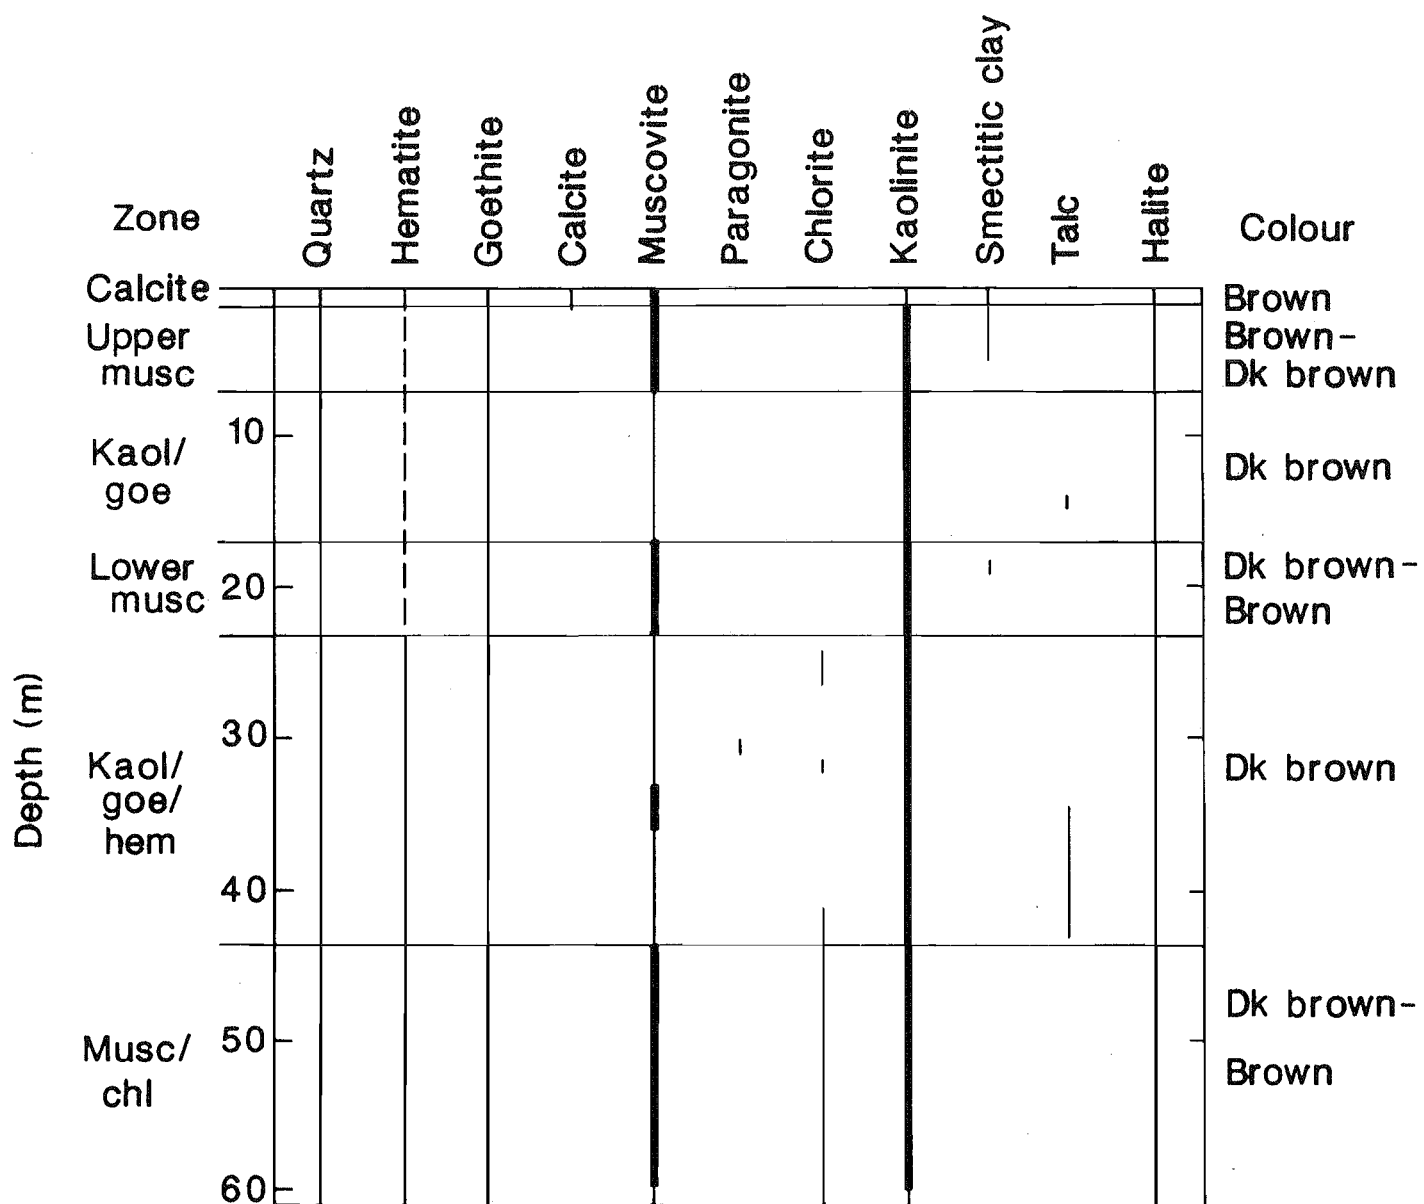 Zone
Quartz
Hematite
Goethite
Calcite
Muscovite
Paragonite
Chlorite
Kaolinite
Smectitic clay
Talc
Halite
Colour
Calcite
Brown
Upper
musc
Brown-
Dk brown
10
Kaol/
goe
Dk brown
Lower
musc
20
Dk brown-
Brown
Depth (m)
30
Kaol/
goe/
hem
Dk brown
40
Musc/
chl
50
Dk brown-
Brown
60